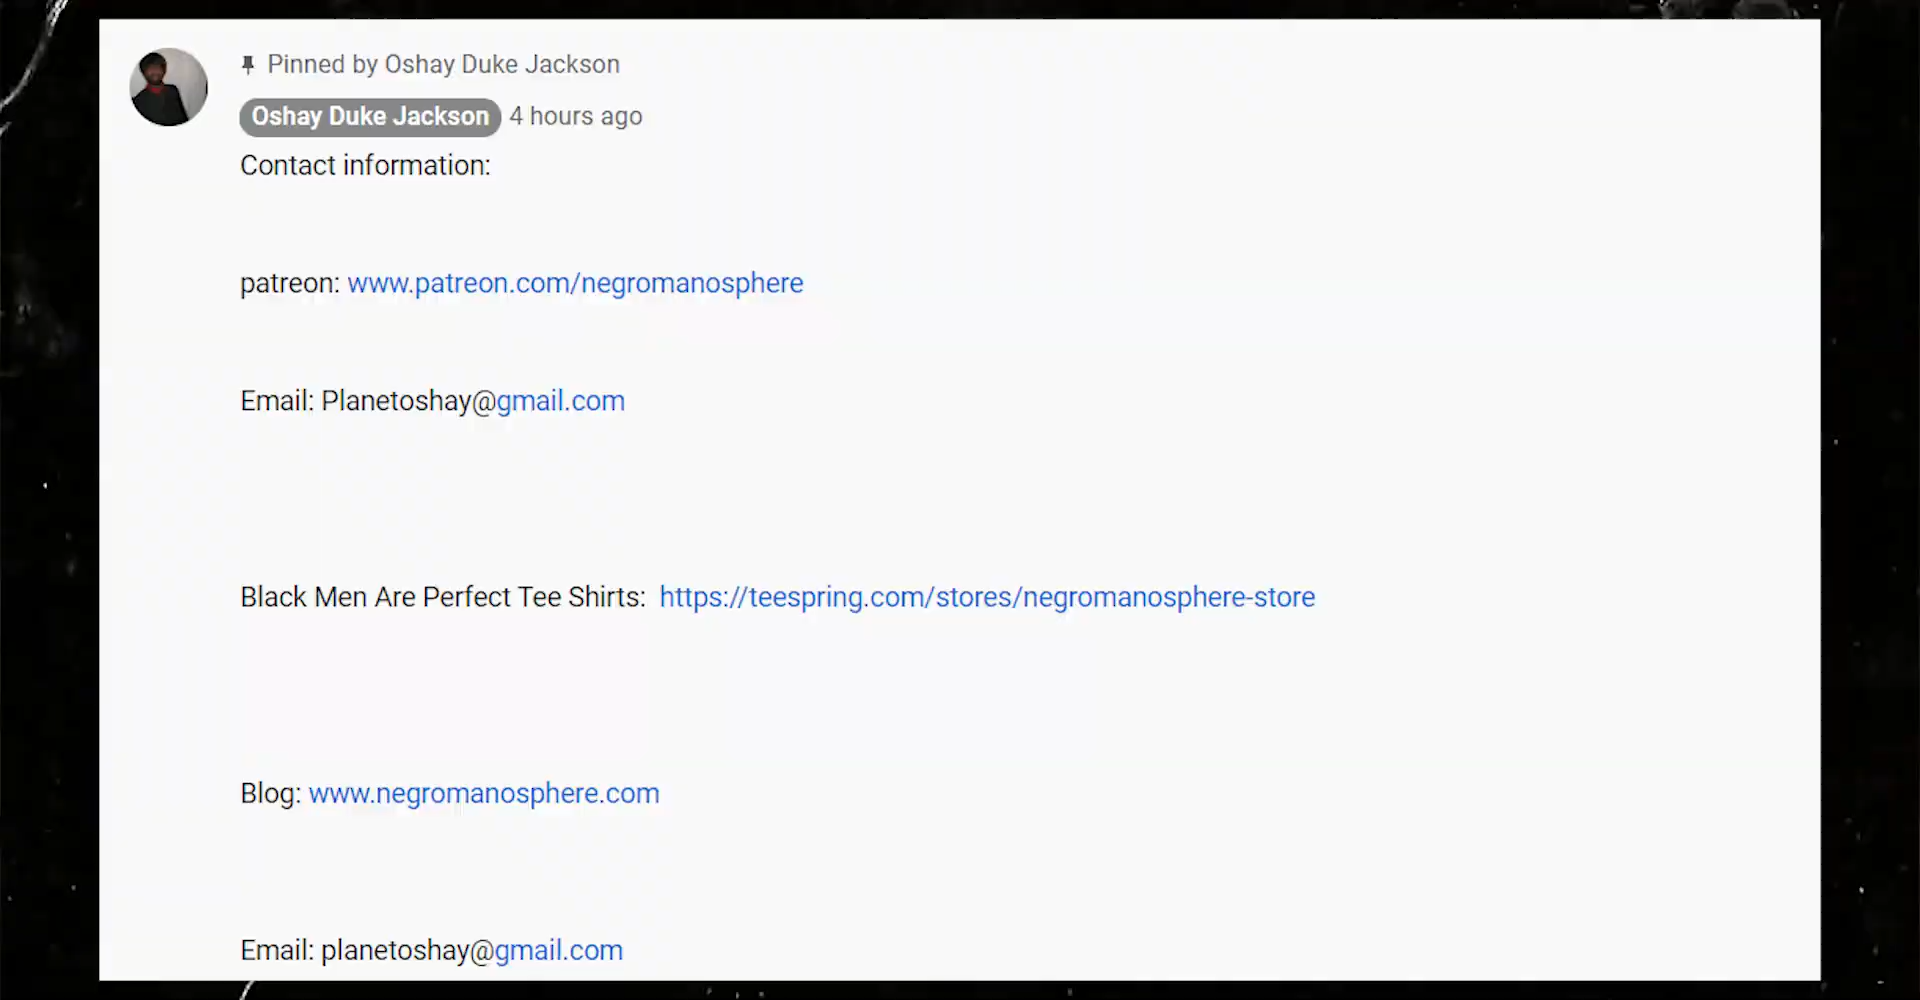 Pinned by Oshay Duke Jackson
Oshay Duke Jackson 4 hours ago
Contact information:
patreon: www.patreon.com/negromanosphere
Email: Planetoshay@gmail.com
Black Men Are Perfect Tee Shirts: https://teespring.com/stores/negromanosphere-store
Blog: www.negromanosphere.com
Email: planetoshay@gmail.com